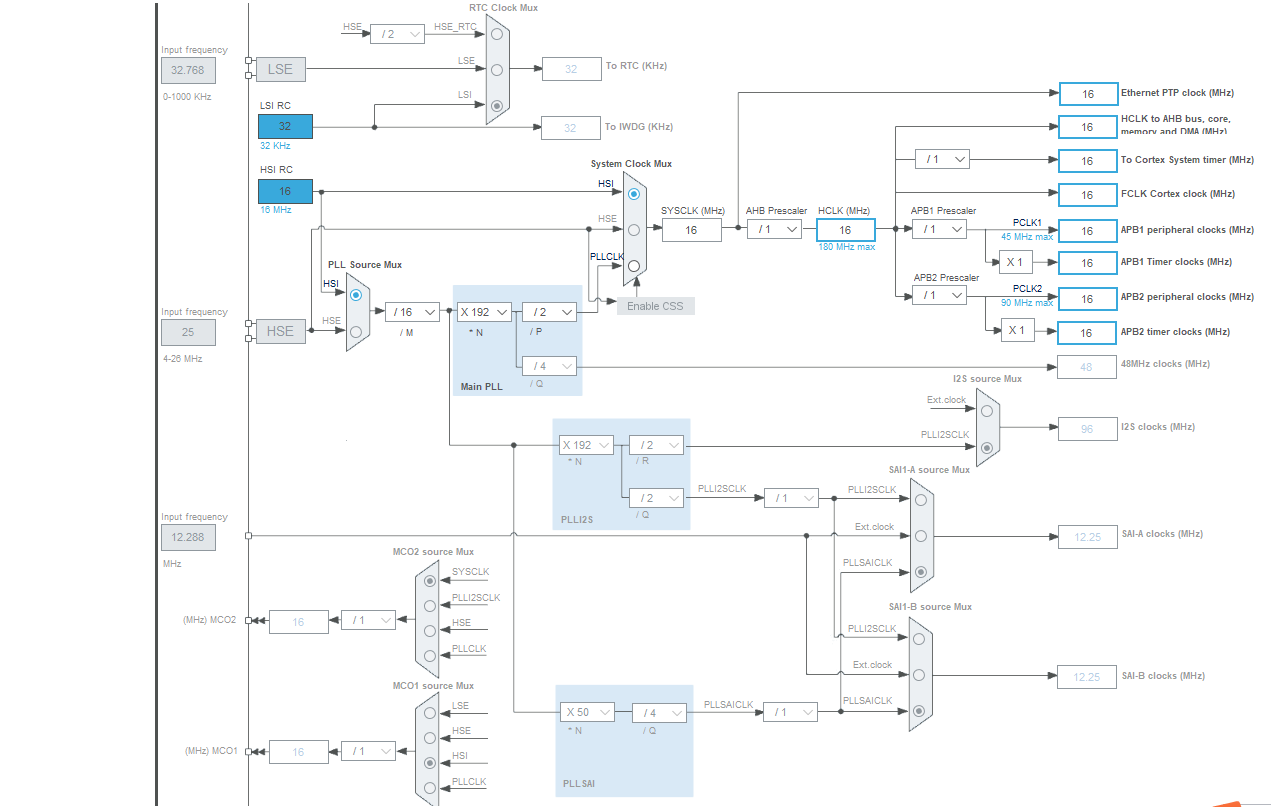 RTC Clock Mux
HSE
/ 2
HSE_RTC
Input frequency
32.768
0-1000 KHz
LSE
LSE
32
To RTC (KHz)
LSI
LSI RC
32
32 KHz
32
To IWDG (KHz)
HSI RC
16
16 MHz
System Clock Mux
HSI
HSE
PLLCLK
Enable CSS
SYSCLK (MHz)
16
AHB Prescaler
/ 1
HCLK (MHz)
16
180 MHz max
16
Ethernet PTP clock (MHz)
16
HCLK to AHB bus, core,
memory and DMA (MHz)
/ 1
16
To Cortex System timer (MHz)
16
FCLK Cortex clock (MHz)
APB1 Prescaler
/ 1
PCLK1
45 MHz max
16
APB1 peripheral clocks (MHz)
X 1
16
APB1 Timer clocks (MHz)
APB2 Prescaler
/ 1
PCLK2
90 MHz max
16
APB2 peripheral clocks (MHz)
X 1
16
APB2 timer clocks (MHz)
PLL Source Mux
HSI
HSE
Input frequency
25
4-26 MHz
HSE
/ 16
/ M
X 192
* N
/ 2
/ P
/ 4
/ Q
Main PLL
48
48MHz clocks (MHz)
I2S source Mux
Ext.clock
PLLI2SCLK
96
I2S clocks (MHz)
X 192
* N
/ 2
/ R
/ 2
/ Q
PLLI2S
PLLI2SCLK
/ 1
SAI1-A source Mux
PLLI2SCLK
Ext.clock
PLLSAICLK
12.25
SAI-A clocks (MHz)
Input frequency
12.288
MHz
MCO2 source Mux
SYSCLK
PLLI2SCLK
HSE
PLLCLK
(MHz) MCO2
16
/ 1
SAI1-B source Mux
PLLI2SCLK
Ext.clock
PLLSAICLK
12.25
SAI-B clocks (MHz)
MCO1 source Mux
LSE
HSE
HSI
PLLCLK
(MHz) MCO1
16
/ 1
X 50
* N
/ 4
/ Q
PLLSAI
PLLSAICLK
/ 1